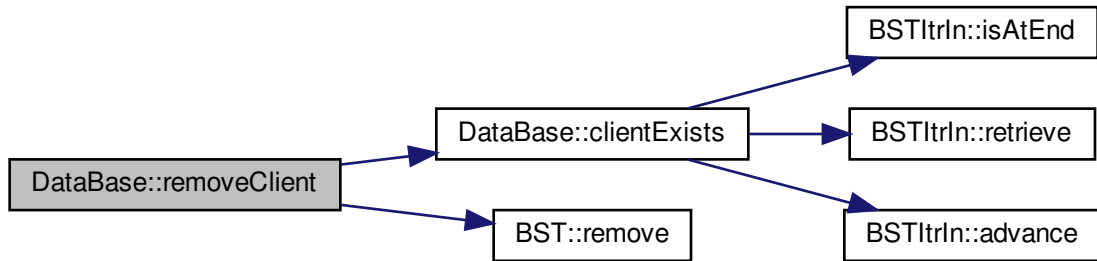 DataBase::removeClient
DataBase::clientExists
BST::remove
BSTItrIn::isAtEnd
BSTItrIn::retrieve
BSTItrIn::advance